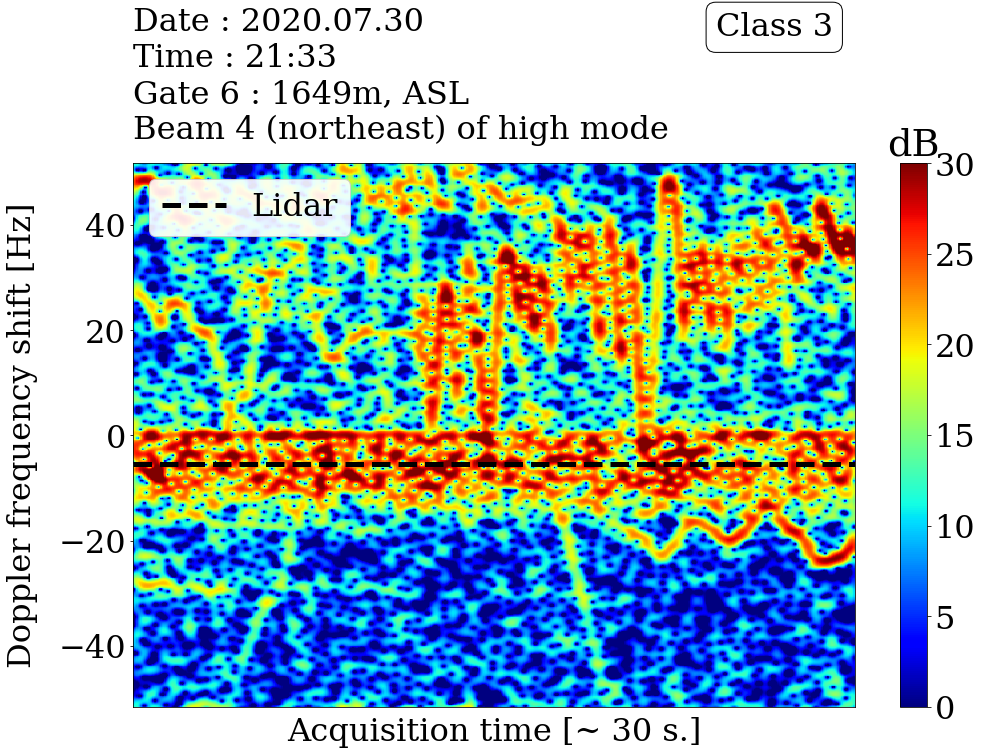 Date : 2020.07.30
Class 3
Time : 21:33
Gate 6 : 1649m, ASL
Beam 4 (northeast) of high mode
dB
Lidar
Doppler frequency shift [Hz]
40
20
0
−20
−40
30
25
20
15
10
5
0
Acquisition time [~ 30 s.]